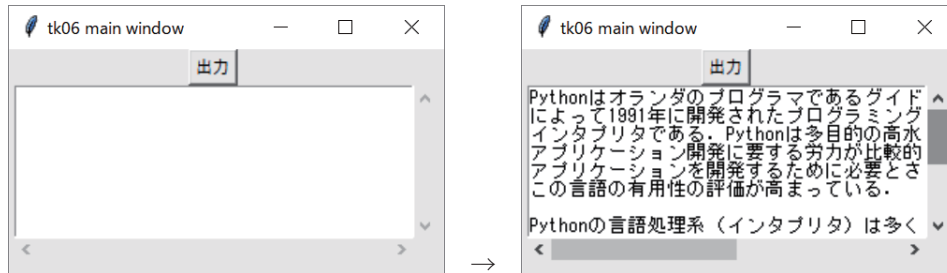 tk06 main window
出力
→
tk06 main window
出力
Pythonはオランダのプログラマであるグイド
によって1991年に開発されたプログラミング
インタプリタである．Pythonは多目的の高水
アプリケーション開発に要する労力が比較的
アプリケーションを開発するために必要とさ
この言語の有用性の評価が高まっている．
Pythonの言語処理系（インタプリタ）は多く